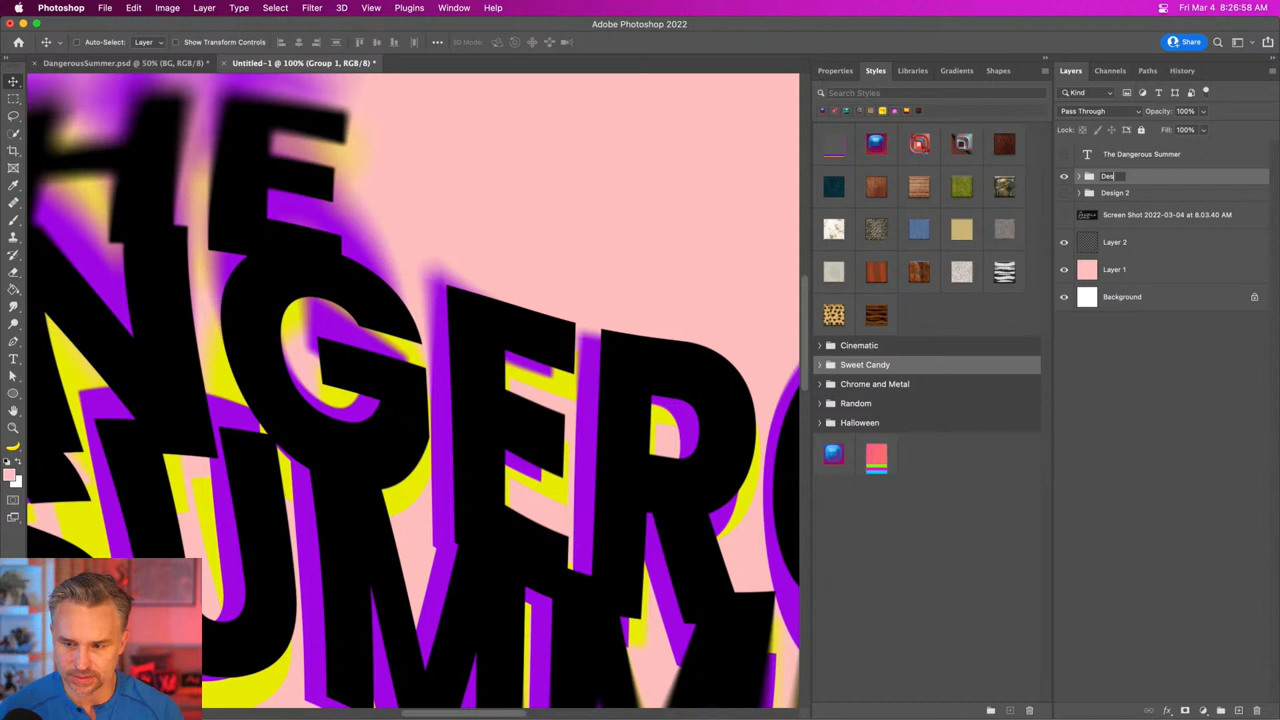 Photoshop File Edit Image Layer Type Select Filter 3D View Plugins Window Help Fri Mar 4 8:26:58 AM
Adobe Photoshop 2022
Auto-Select: Layer Show Transform Controls 3D Mode: Share
DangerousSummer.psd @ 50% (BG, RGB/8) * Untitled-1 @ 100% (Group 1, RGB/8) *
Properties Styles Libraries Gradients Shapes
Search Styles
Cinematic
Sweet Candy
Chrome and Metal
Random
Halloween
Layers Channels Paths History
Kind
Pass Through Opacity: 100%
Lock: Fill: 100%
The Dangerous Summer
Des
Design 2
Screen Shot 2022-03-04 at 8.03.40 AM
Layer 2
Layer 1
Background
HE
NGERO
UMM